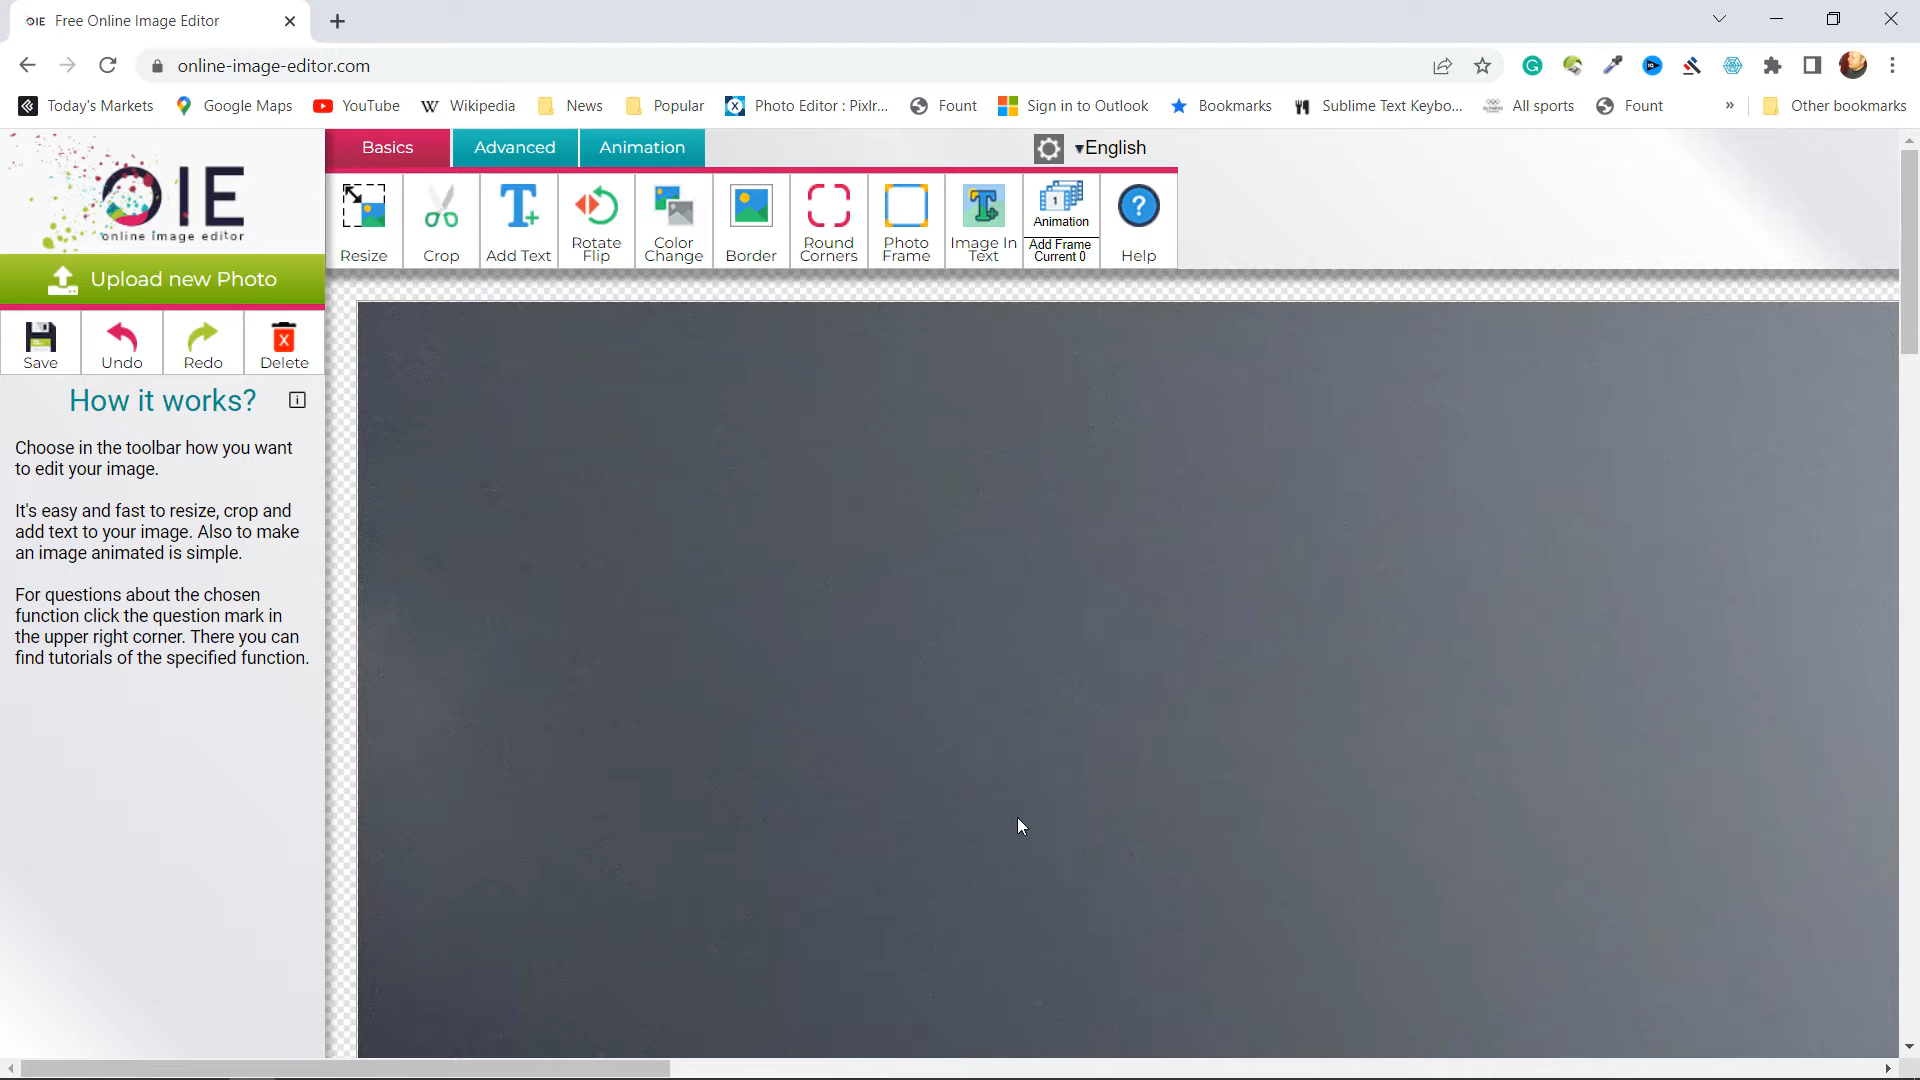 OIE Free Online Image Editor
online-image-editor.com
Today's Markets Google Maps YouTube Wikipedia News Popular Photo Editor : Pixlr... Fount Sign in to Outlook Bookmarks Sublime Text Keybo... All sports Fount » Other bookmarks
Basics Advanced Animation ▾English
OIE
online image editor
Upload new Photo
Save Undo Redo Delete
Resize
Crop
Add Text
Rotate
Flip
Color
Change
Border
Round
Corners
Photo
Frame
Image In
Text
1
Animation
Add Frame
Current 0
?
Help
How it works?
Choose in the toolbar how you want
to edit your image.
It's easy and fast to resize, crop and
add text to your image. Also to make
an image animated is simple.
For questions about the chosen
function click the question mark in
the upper right corner. There you can
find tutorials of the specified function.